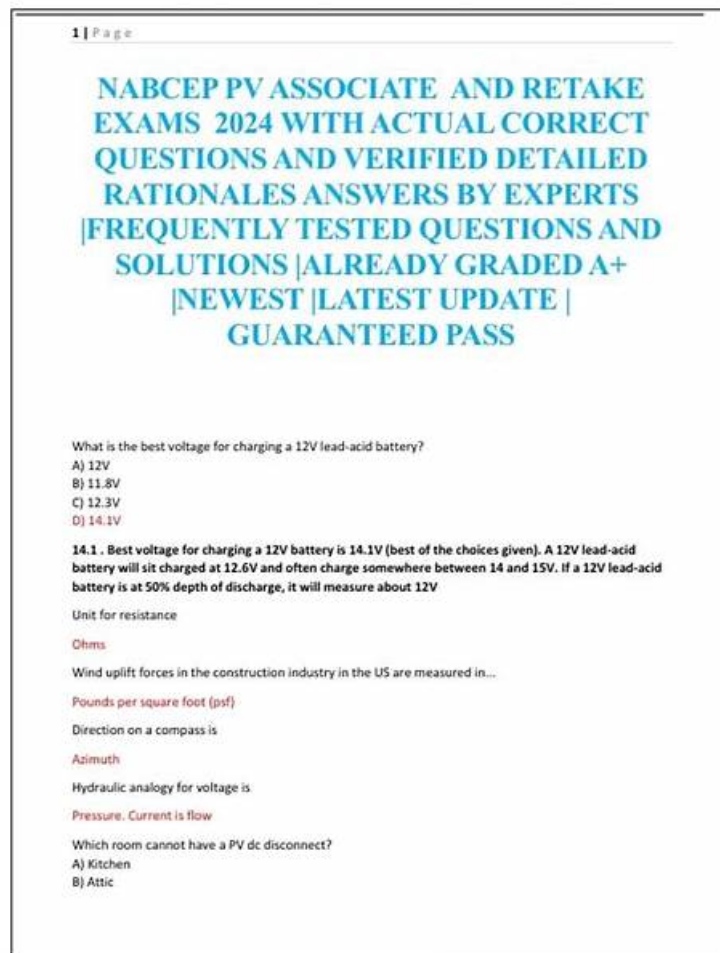 1 | Page
NABCEP PV ASSOCIATE AND RETAKE
EXAMS 2024 WITH ACTUAL CORRECT
QUESTIONS AND VERIFIED DETAILED
RATIONALES ANSWERS BY EXPERTS
|FREQUENTLY TESTED QUESTIONS AND
SOLUTIONS |ALREADY GRADED A+
|NEWEST |LATEST UPDATE |
GUARANTEED PASS
What is the best voltage for charging a 12V lead-acid battery?
A) 12V
B) 11.8V
C) 12.3V
D) 14.1V
14.1 . Best voltage for charging a 12V battery is 14.1V (best of the choices given). A 12V lead-acid
battery will sit charged at 12.6V and often charge somewhere between 14 and 15V. If a 12V lead-acid
battery is at 50% depth of discharge, it will measure about 12V
Unit for resistance
Ohms
Wind uplift forces in the construction industry in the US are measured in...
Pounds per square foot (psf)
Direction on a compass is
Azimuth
Hydraulic analogy for voltage is
Pressure. Current is flow
Which room cannot have a PV dc disconnect?
A) Kitchen
B) Attic